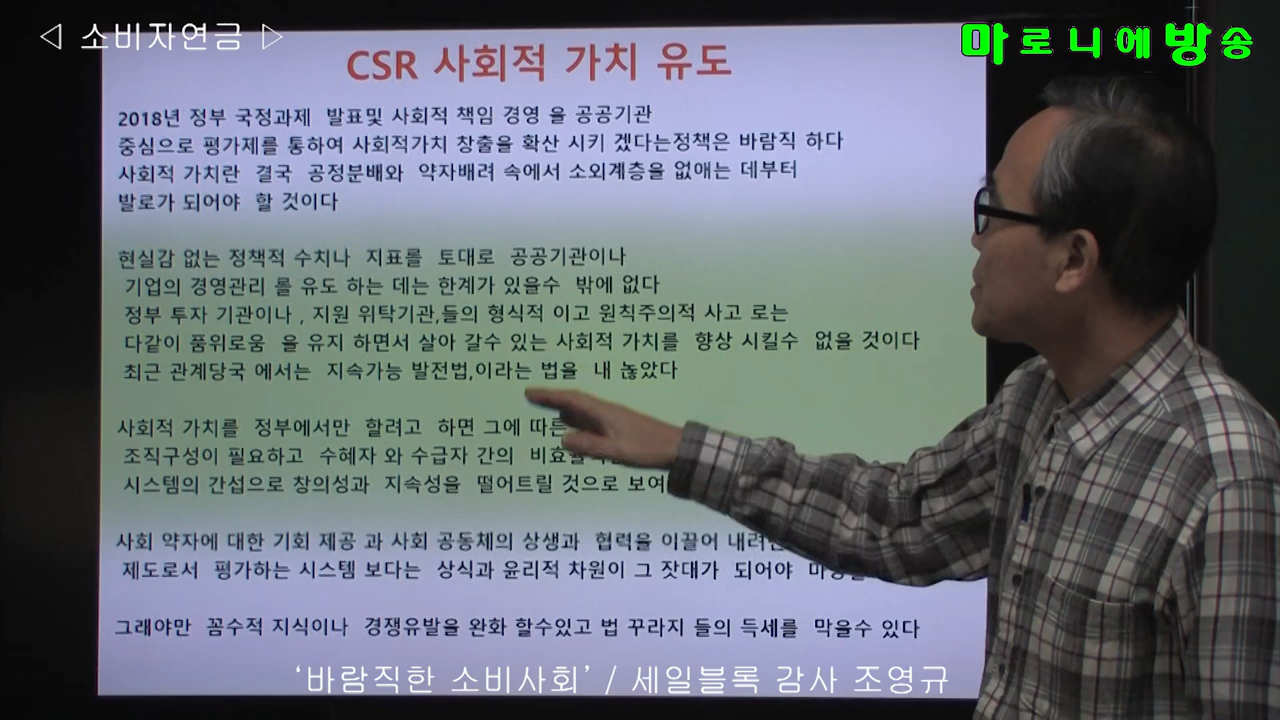 ◁ 소비자연금 ▷
마로니에방송
CSR 사회적 가치 유도
2018년 정부 국정과제 발표및 사회적 책임 경영 을 공공기관
중심으로 평가제를 통하여 사회적가치 창출을 확산 시키 겠다는정책은 바람직 하다
사회적 가치란 결국 공정분배와 약자배려 속에서 소외계층을 없애는 데부터
발로가 되어야 할 것이다
현실감 없는 정책적 수치나 지표를 토대로 공공기관이나
기업의 경영관리 를 유도 하는 데는 한계가 있을수 밖에 없다
정부 투자 기관이나 , 지원 위탁기관,들의 형식적 이고 원칙주의적 사고 로는
다같이 품위로움 을 유지 하면서 살아 갈수 있는 사회적 가치를 향상 시킬수 없을 것이다
최근 관계당국 에서는 지속가능 발전법,이라는 법을 내 놓았다
사회적 가치를 정부에서만 할려고 하면 그에 따른
조직구성이 필요하고 수혜자 와 수급자 간의
시스템의 간섭으로 창의성과 지속성을 떨어트릴 것으로
사회 약자에 대한 기회 제공 과 사회 공동체의 상생과 협력을 이끌어
제도로서 평가하는 시스템 보다는 상식과 윤리적 차원이 그 잣대가 되어야
그래야만 꼼수적 지식이나 경쟁유발을 완화 할수있고 법 꾸라지 들의 득세를 막을수 있다
‘바람직한 소비사회’ / 세일블록 감사 조영규